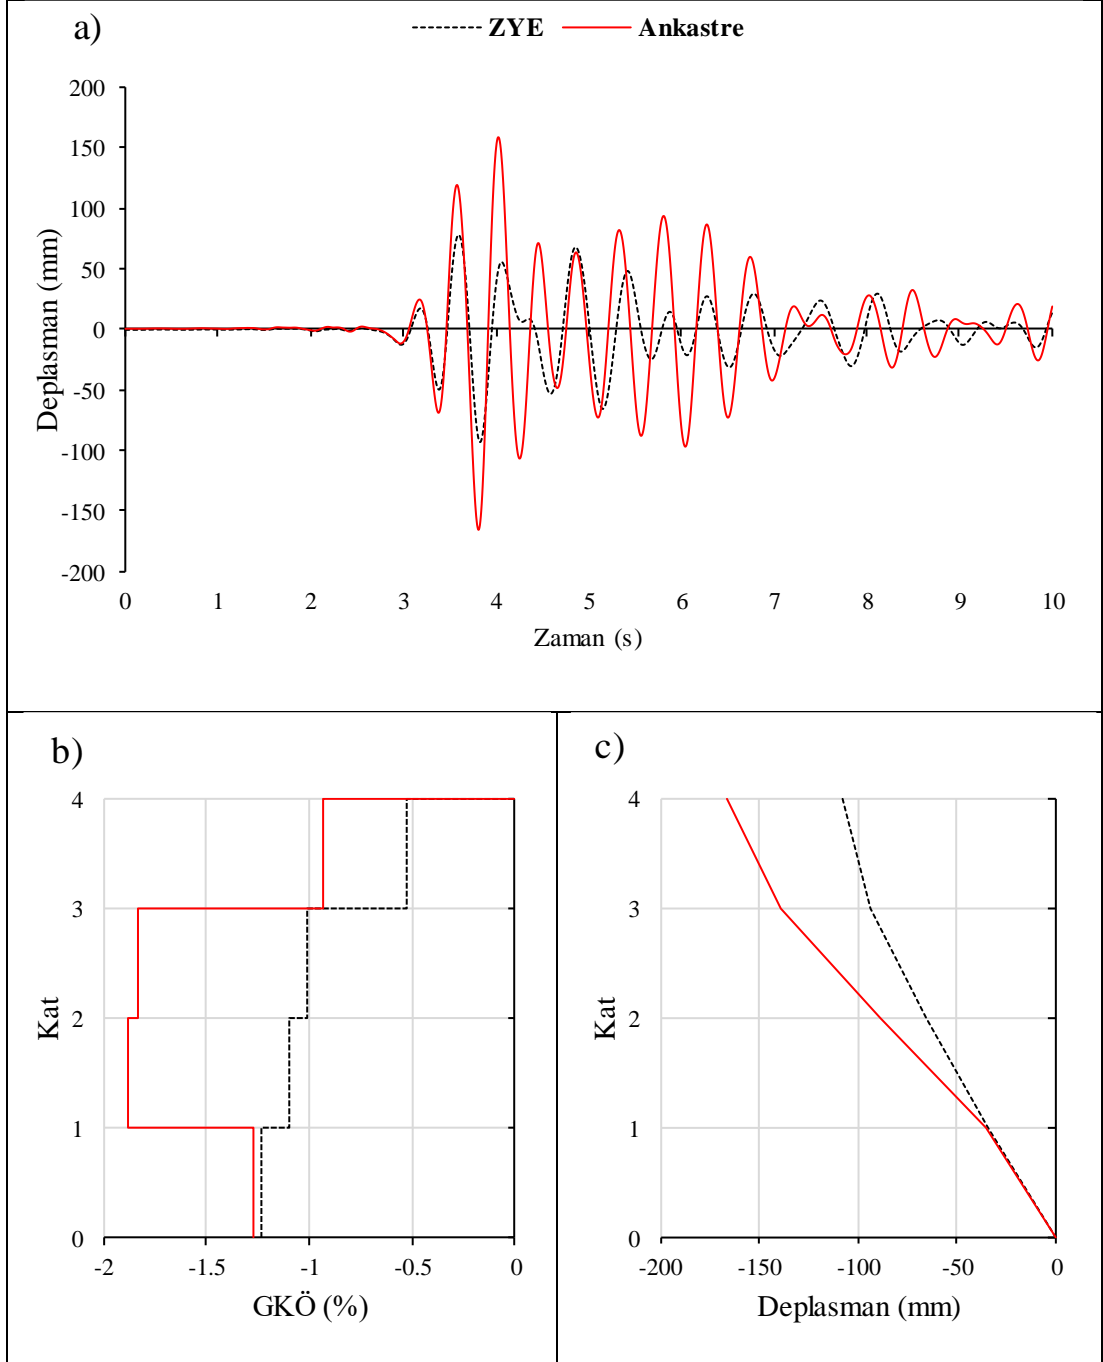 a)
ZYE Ankastre
200
150
100
50
0
-50
-100
-150
-200
Deplasman (mm)
0 1 2 3 4 5 6 7 8 9 10
Zaman (s)
b)
4
3
2
1
0
Kat
-2 -1.5 -1 -0.5 0
GKÖ (%)
c)
4
3
2
1
0
Kat
-200 -150 -100 -50 0
Deplasman (mm)